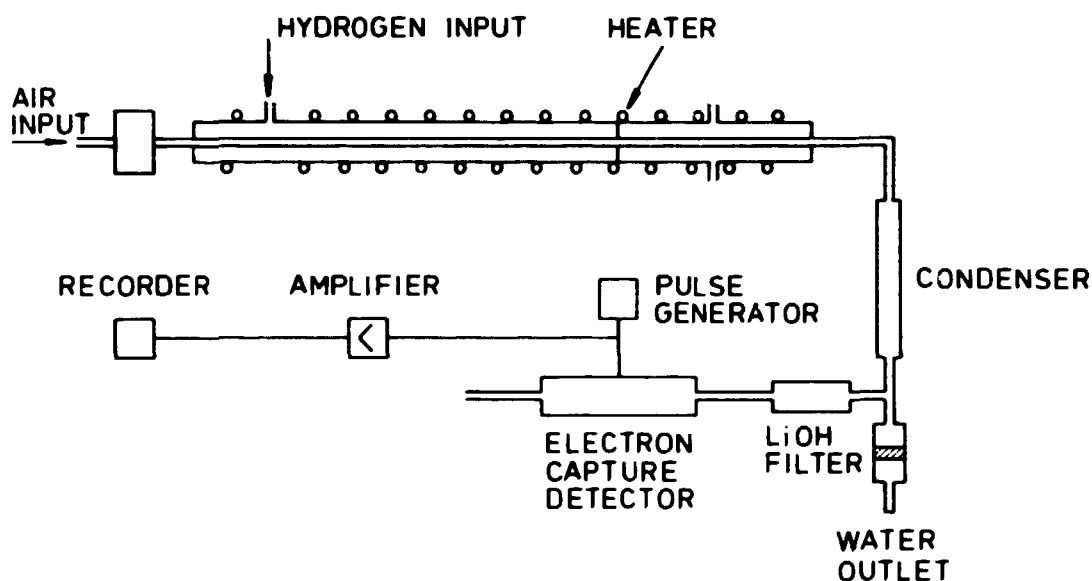 HYDROGEN INPUT
HEATER
AIR
INPUT
RECORDER
AMPLIFIER
PULSE
GENERATOR
CONDENSER
ELECTRON
CAPTURE
DETECTOR
LiOH
FILTER
WATER
OUTLET